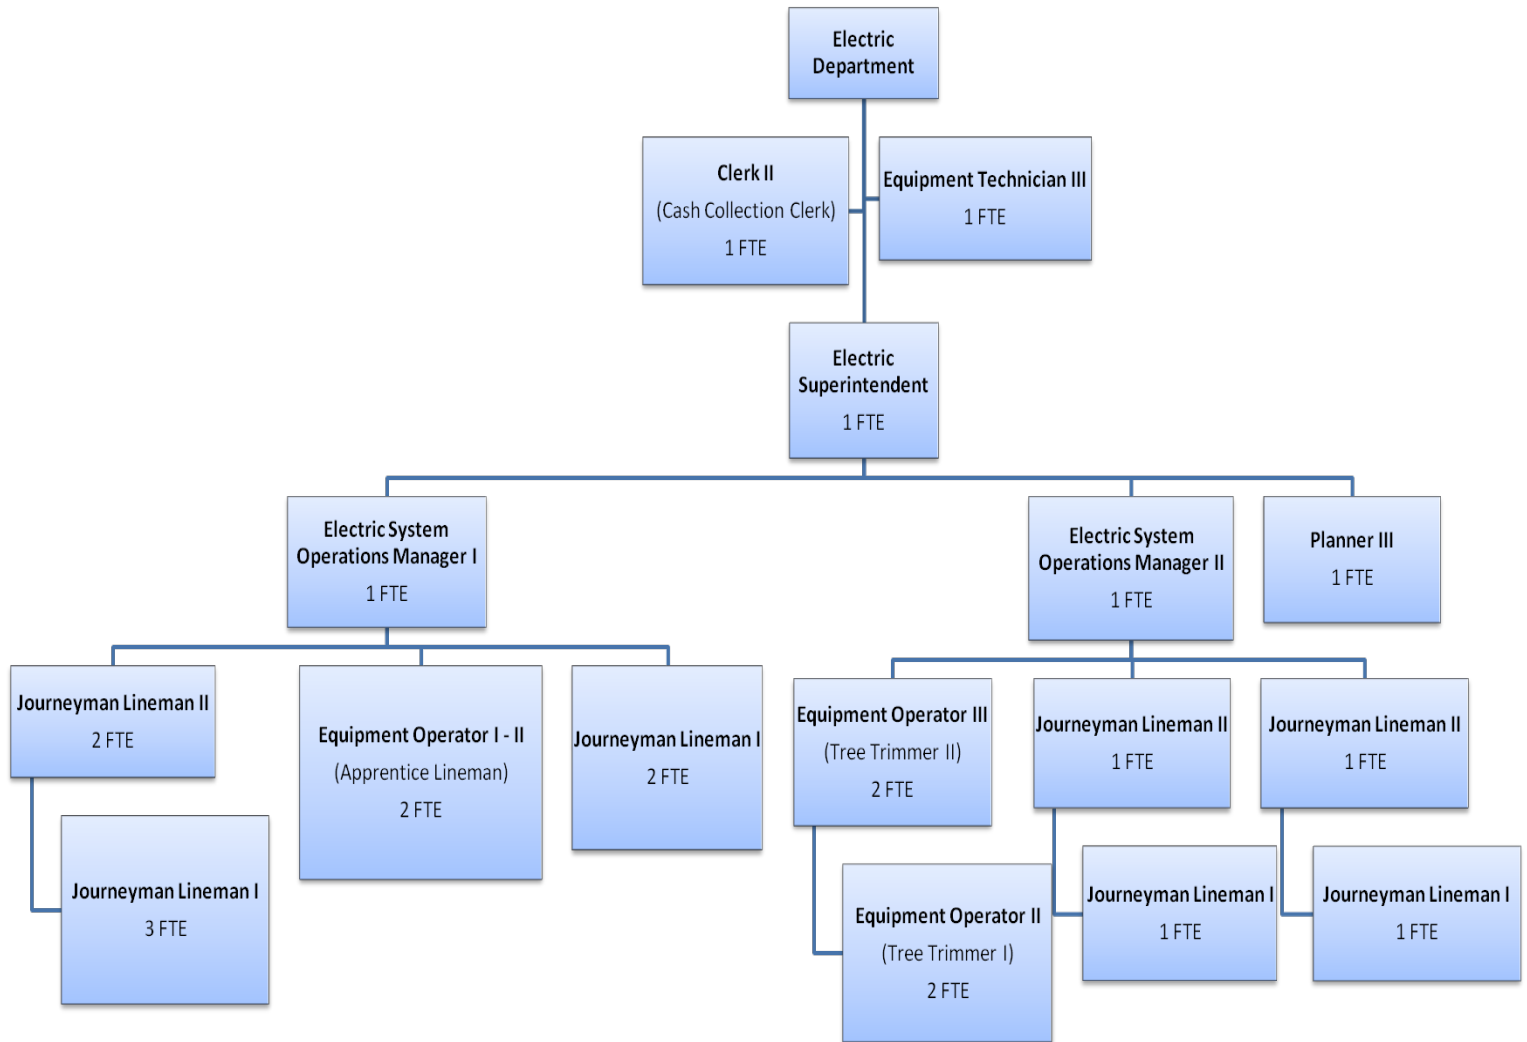 Electric
Department
Clerk II
(Cash Collection Clerk)
1 FTE
Equipment Technician III
1 FTE
Electric
Superintendent
1 FTE
Electric System
Operations Manager I
1 FTE
Electric System
Operations Manager II
1 FTE
Planner III
1 FTE
Journeyman Lineman II
2 FTE
Journeyman Lineman I
3 FTE
Equipment Operator I - II
(Apprentice Lineman)
2 FTE
Journeyman Lineman I
2 FTE
Equipment Operator III
(Tree Trimmer II)
2 FTE
Equipment Operator II
(Tree Trimmer I)
2 FTE
Journeyman Lineman II
1 FTE
Journeyman Lineman I
1 FTE
Journeyman Lineman II
1 FTE
Journeyman Lineman I
1 FTE